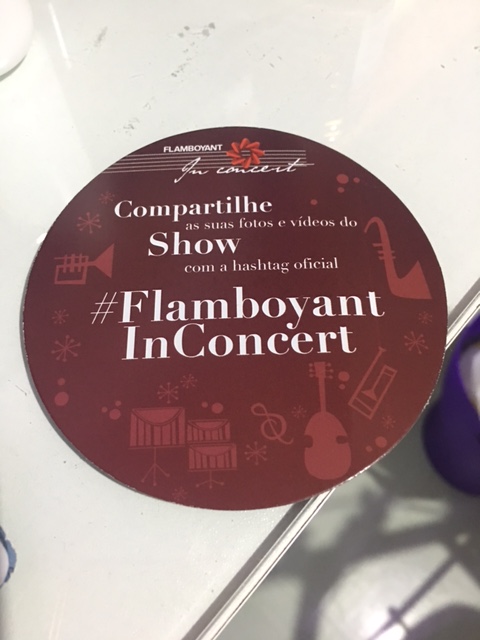 FLAMBOYANT
In concert
Compartilhe
as suas fotos e vídeos do
Show
com a hashtag oficial
#Flamboyant
InConcert